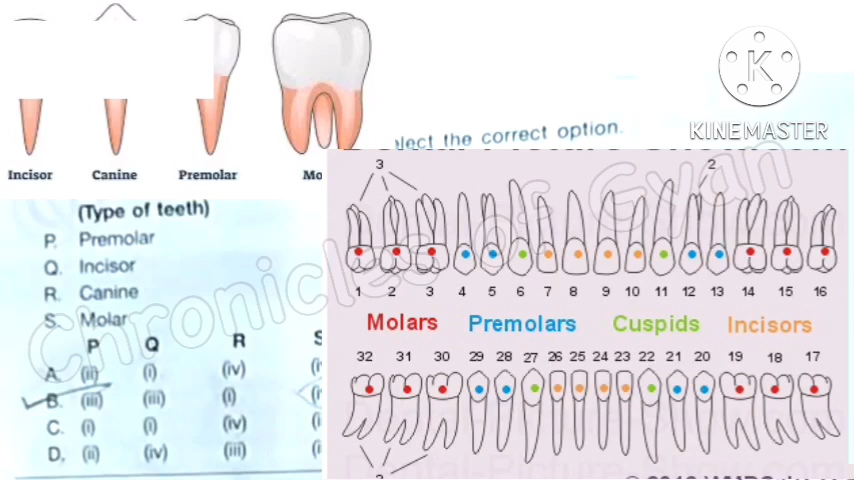 KINEMASTER
lect the correct option.
Incisor Canine Premolar Mo
(Type of teeth)
P. Premolar
Q. Incisor
R. Canine
S. Molar
P Q R S
A. (ii) (i) (iv)
B. (iii) (iii) (i)
C. (i) (i) (iv)
D. (ii) (iv) (iii)
Chronicles of Gyan
3 2
1 2 3 4 5 6 7 8 9 10 11 12 13 14 15 16
Molars Premolars Cuspids Incisors
32 31 30 29 28 27 26 25 24 23 22 21 20 19 18 17